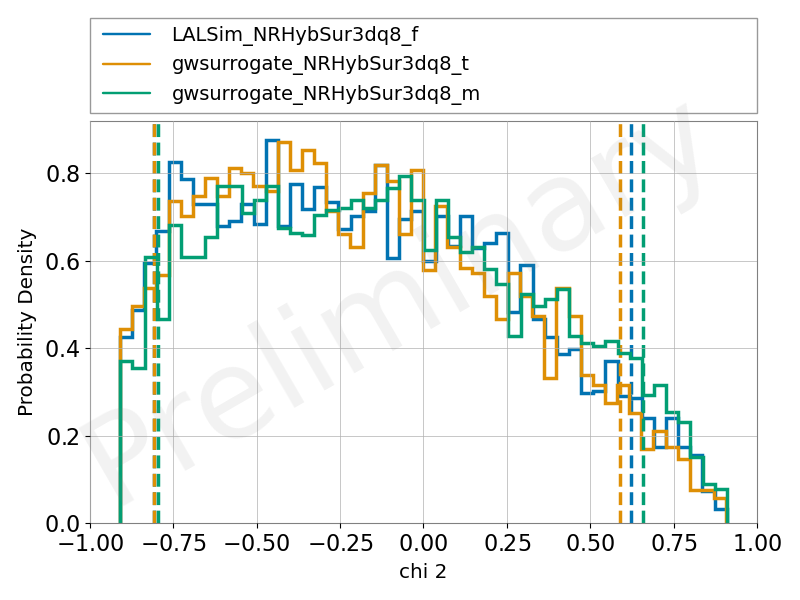 LALSim_NRHybSur3dq8_f
gwsurrogate_NRHybSur3dq8_t
gwsurrogate_NRHybSur3dq8_m
Preliminary
Probability Density
0.8
0.6
0.4
0.2
0.0
−1.00 −0.75 −0.50 −0.25 0.00 0.25 0.50 0.75 1.00
chi 2